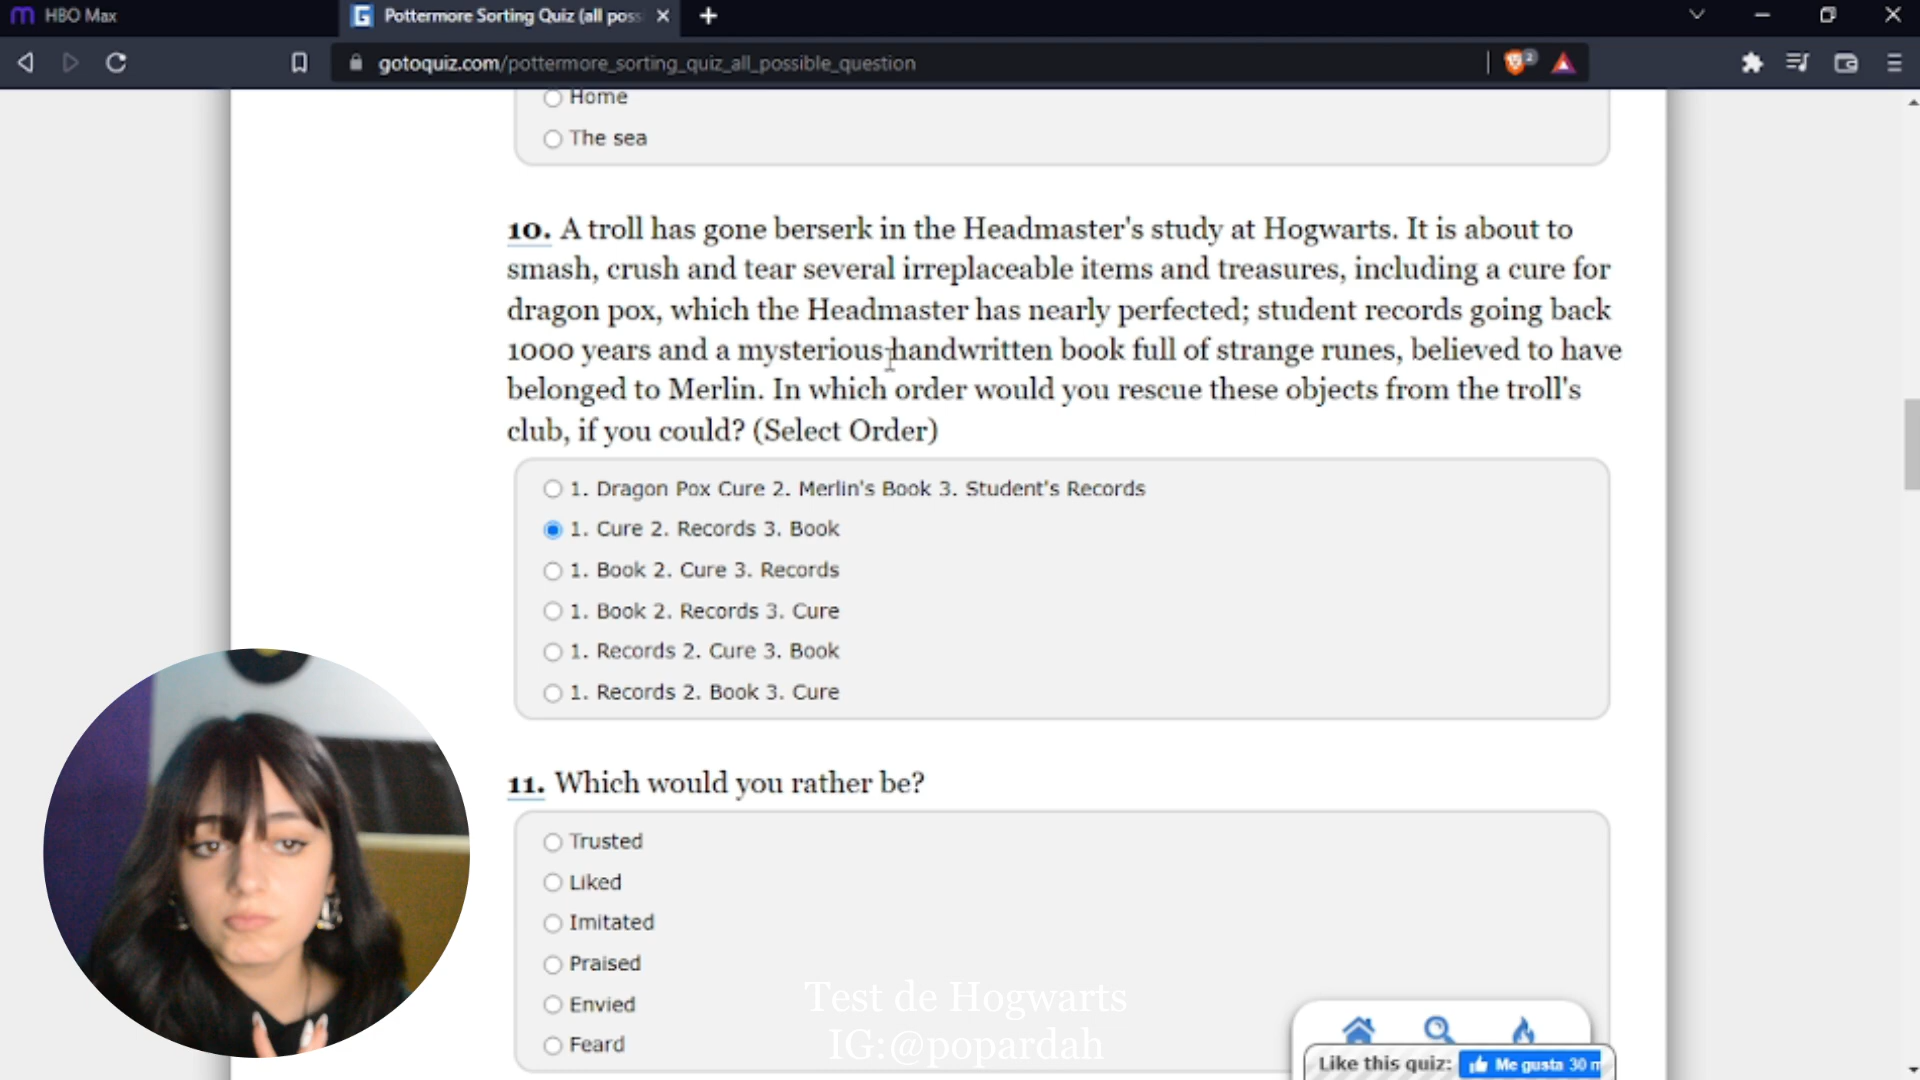 HBO Max
Pottermore Sorting Quiz (all poss
gotoquiz.com/pottermore_sorting_quiz_all_possible_question
2
Home
The sea
10. A troll has gone berserk in the Headmaster's study at Hogwarts. It is about to
smash, crush and tear several irreplaceable items and treasures, including a cure for
dragon pox, which the Headmaster has nearly perfected; student records going back
1000 years and a mysterious handwritten book full of strange runes, believed to have
belonged to Merlin. In which order would you rescue these objects from the troll's
club, if you could? (Select Order)
1. Dragon Pox Cure 2. Merlin's Book 3. Student's Records
1. Cure 2. Records 3. Book
1. Book 2. Cure 3. Records
1. Book 2. Records 3. Cure
1. Records 2. Cure 3. Book
1. Records 2. Book 3. Cure
11. Which would you rather be?
Trusted
Liked
Imitated
Praised
Envied
Feard
Test de Hogwarts
IG:@popardah
Like this quiz:
Me gusta 30 m